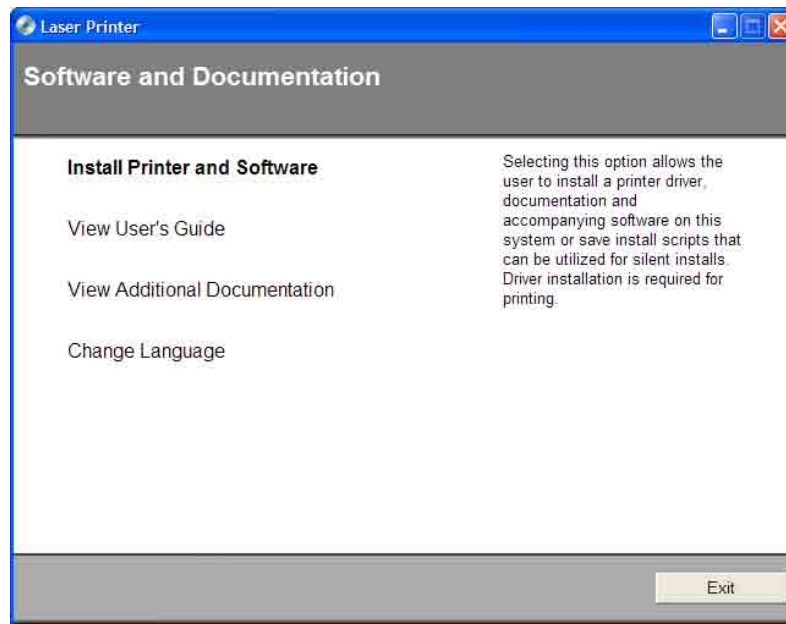 Laser Printer
Software and Documentation
Install Printer and Software
View User's Guide
View Additional Documentation
Change Language
Selecting this option allows the
user to install a printer driver,
documentation and
accompanying software on this
system or save install scripts that
can be utilized for silent installs.
Driver installation is required for
printing.
Exit